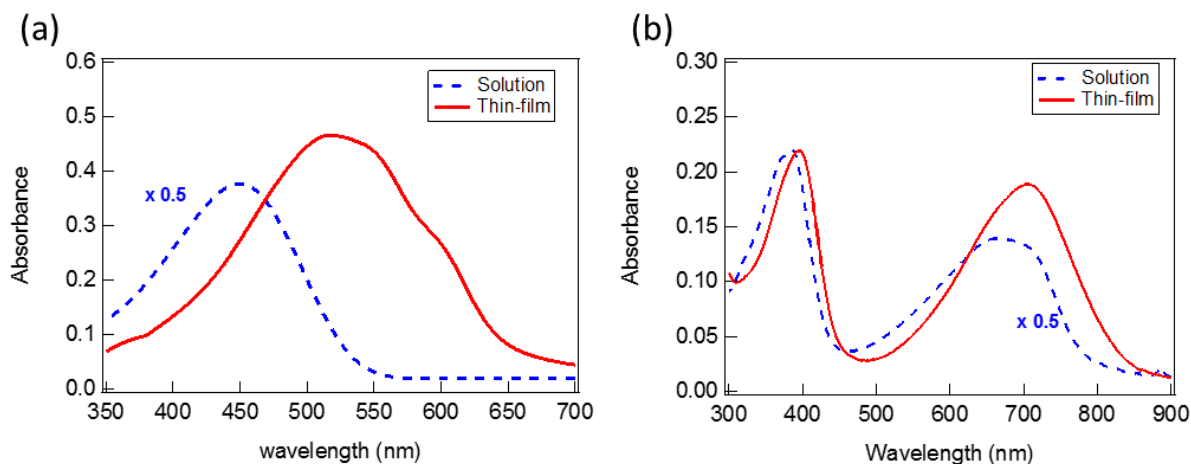 (a)
0.6
0.5
0.4
0.3
0.2
0.1
0.0
Absorbance
Solution
Thin-film
x 0.5
350 400 450 500 550 600 650 700
wavelength (nm)
(b)
0.30
0.25
0.20
0.15
0.10
0.05
0.00
Absorbance
Solution
Thin-film
x 0.5
300 400 500 600 700 800 900
Wavelength (nm)